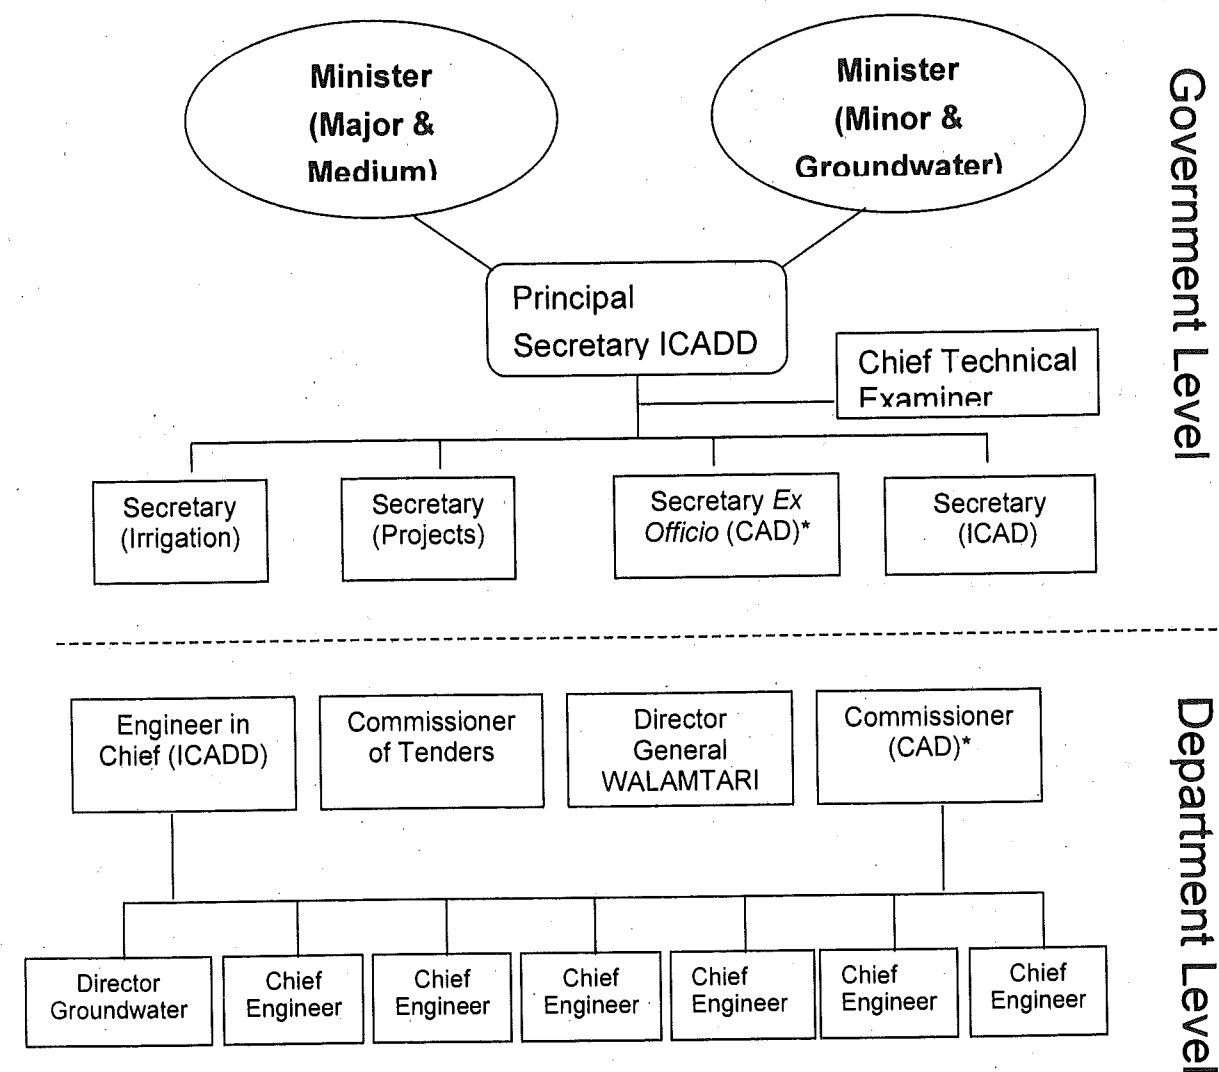 Minister
(Major &
Medium)
Minister
(Minor &
Groundwater)
Government Level
Principal
Secretary ICADD
Chief Technical
Examiner
Secretary
(Irrigation)
Secretary
(Projects)
Secretary Ex
Officio (CAD)*
Secretary
(ICAD)
Department Level
Engineer in
Chief (ICADD)
Commissioner
of Tenders
Director
General
WALAMTARI
Commissioner
(CAD)*
Director
Groundwater
Chief
Engineer
Chief
Engineer
Chief
Engineer
Chief
Engineer
Chief
Engineer
Chief
Engineer